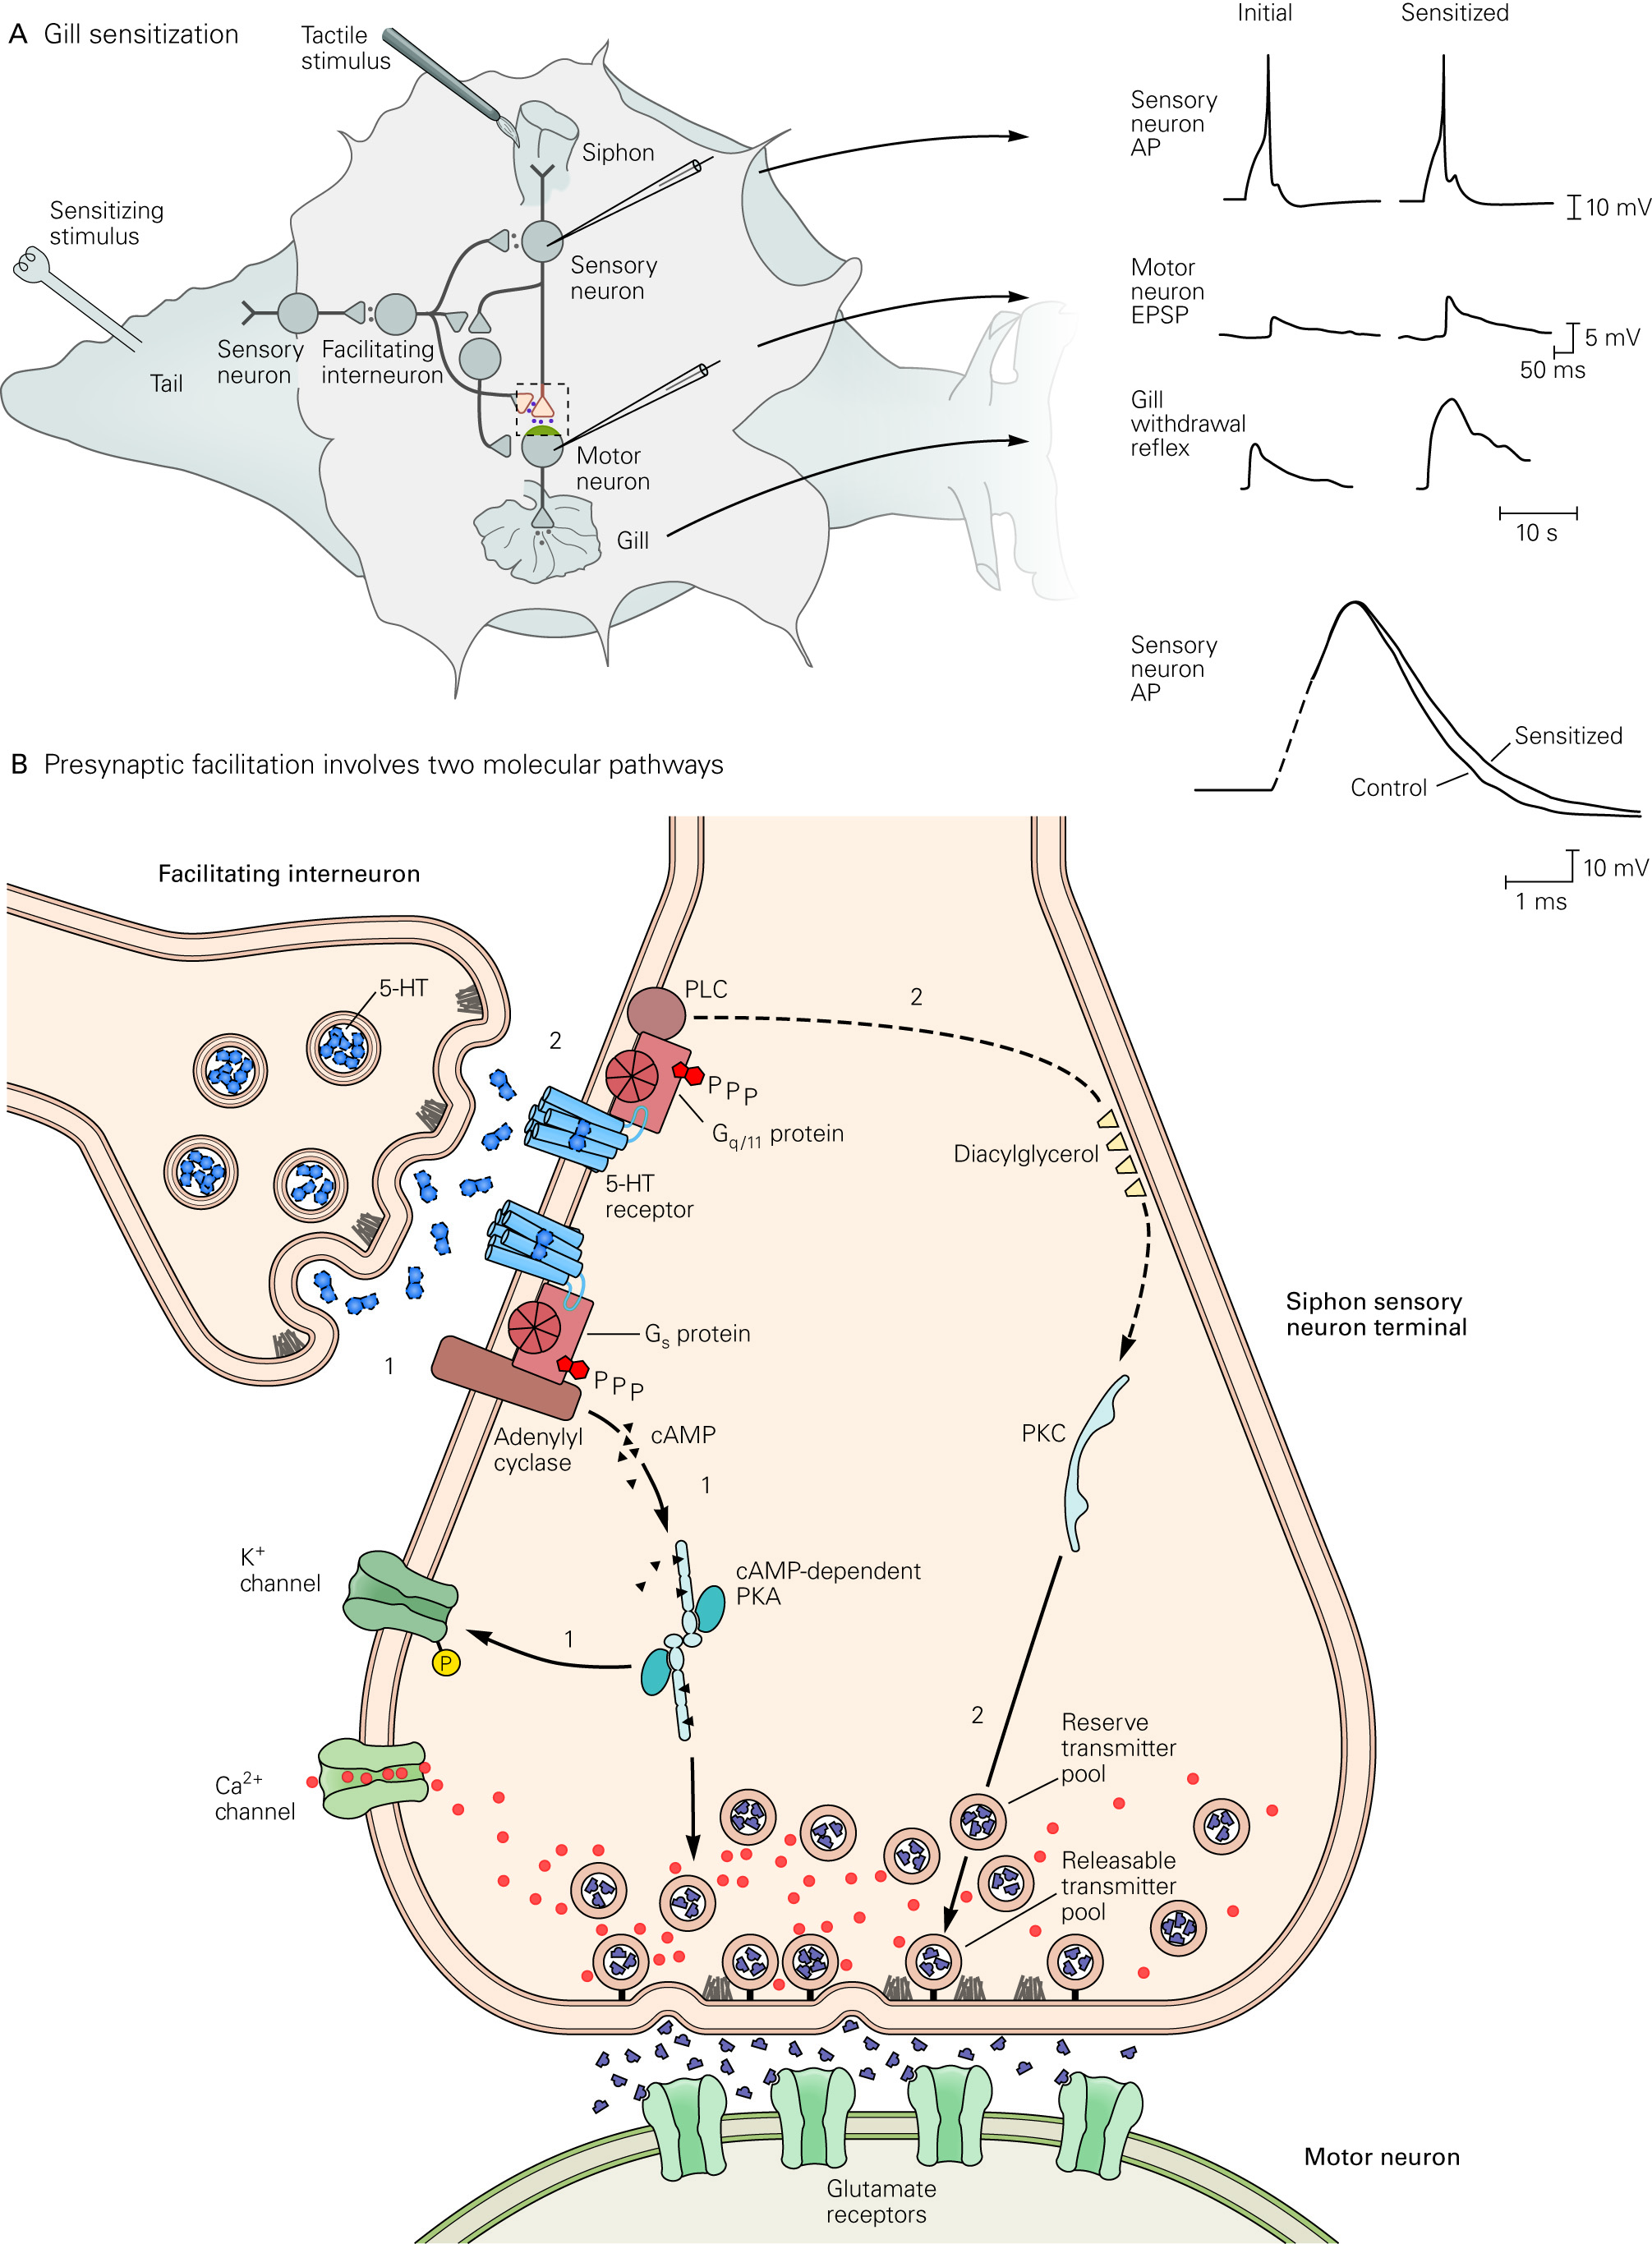 A Gill sensitization
Tactile
stimulus
Siphon
Sensitizing
stimulus
Sensory
neuron
Sensory
neuron
Facilitating
interneuron
Tail
Motor
neuron
Gill
Initial
Sensitized
Sensory
neuron
AP
10 mV
Motor
neuron
EPSP
5 mV
50 ms
Gill
withdrawal
reflex
10 s
Sensory
neuron
AP
Sensitized
Control
10 mV
1 ms
B Presynaptic facilitation involves two molecular pathways
Facilitating interneuron
5-HT
PLC
2
2
P P P
Gq/11 protein
Diacylglycerol
5-HT
receptor
Siphon sensory
neuron terminal
Gs protein
1
P P P
Adenylyl
cyclase
cAMP
PKC
1
K+
channel
cAMP-dependent
PKA
1
P
2
Reserve
transmitter
pool
Ca2+
channel
Releasable
transmitter
pool
Motor neuron
Glutamate
receptors